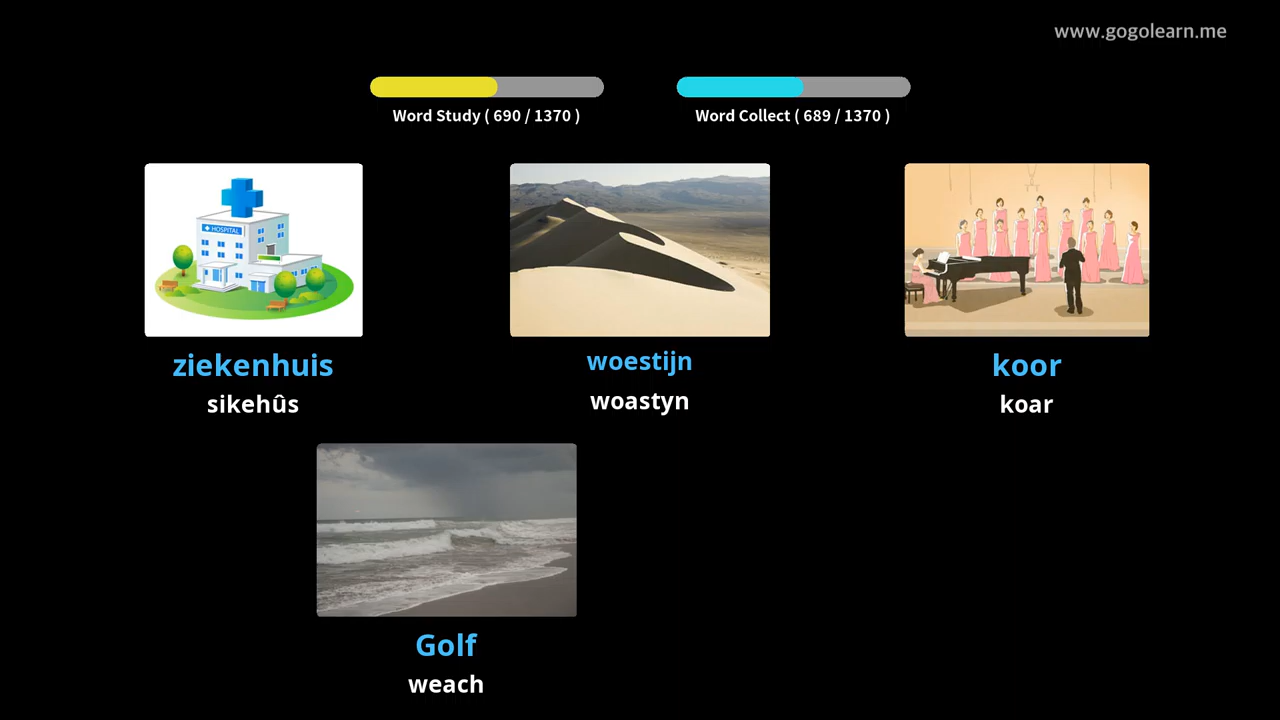 www.gogolearn.me
Word Study ( 690 / 1370 )
Word Collect ( 689 / 1370 )
HOSPITAL
ziekenhuis
sikehûs
woestijn
woastyn
koor
koar
Golf
weach